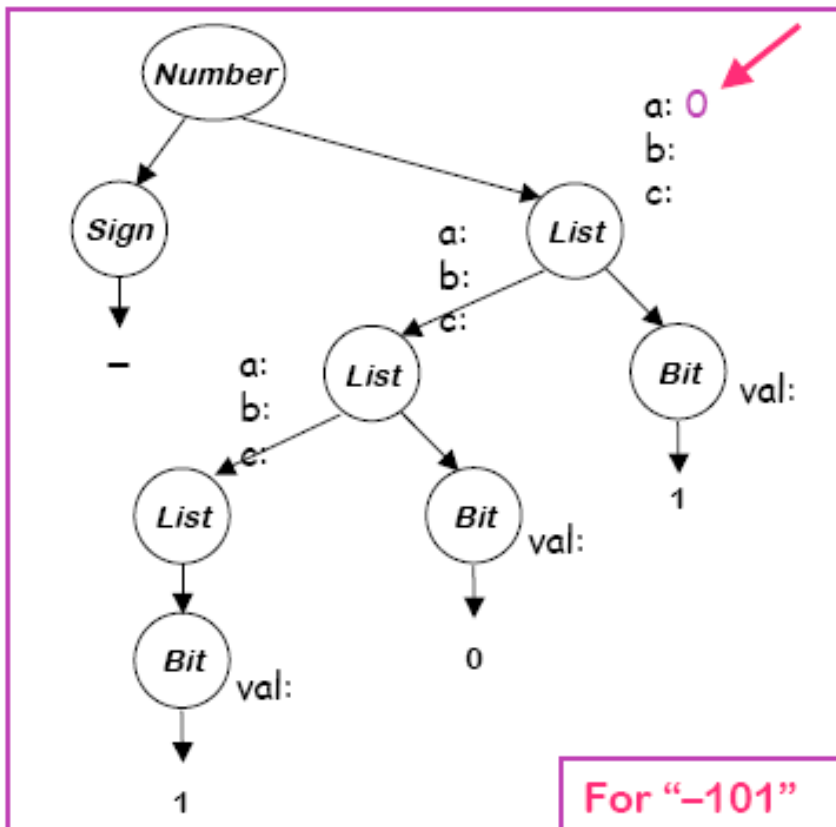 Number
a: 0
b:
c:
Sign
List
a:
b:
c:
–
List
Bit
val:
a:
b:
c:
1
List
Bit
val:
Bit
val:
0
1
For “–101”